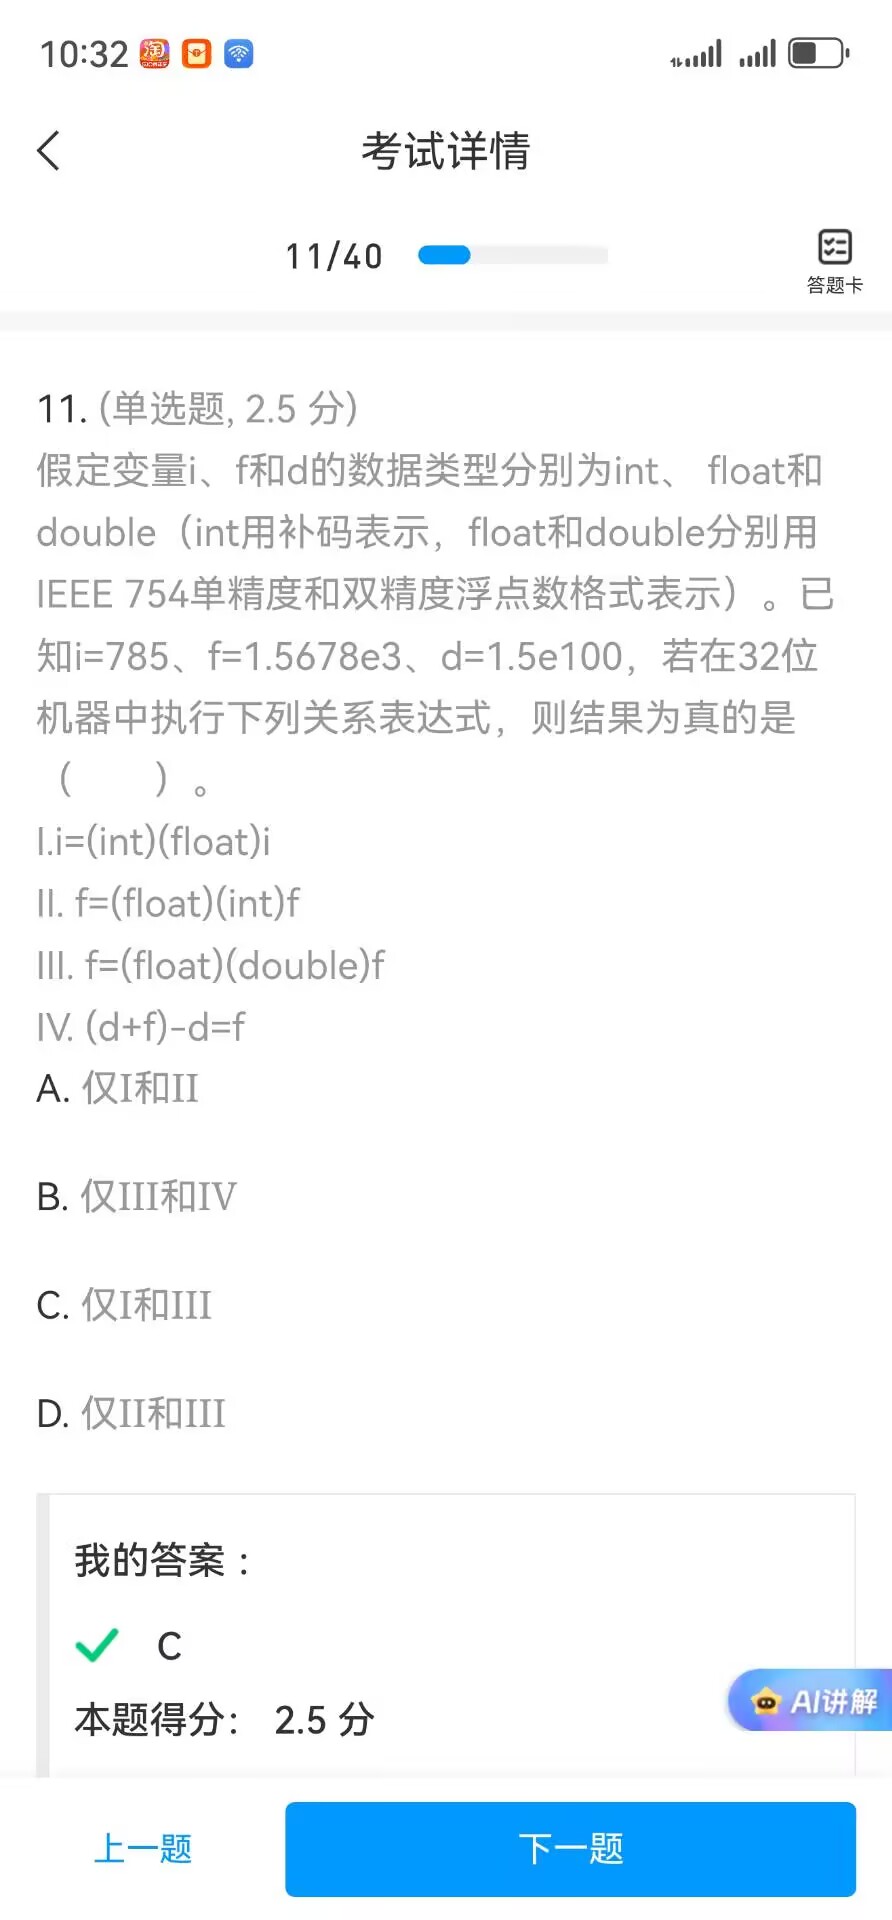 10:32
考试详情
11/40
答题卡
11. (单选题, 2.5 分)
假定变量i、f和d的数据类型分别为int、 float和
double（int用补码表示，float和double分别用
IEEE 754单精度和双精度浮点数格式表示）。已
知i=785、f=1.5678e3、d=1.5e100，若在32位
机器中执行下列关系表达式，则结果为真的是
（　　）。
I.i=(int)(float)i
II. f=(float)(int)f
III. f=(float)(double)f
IV. (d+f)-d=f
A. 仅I和II
B. 仅III和IV
C. 仅I和III
D. 仅II和III
我的答案：
C
本题得分： 2.5 分
AI讲解
上一题
下一题